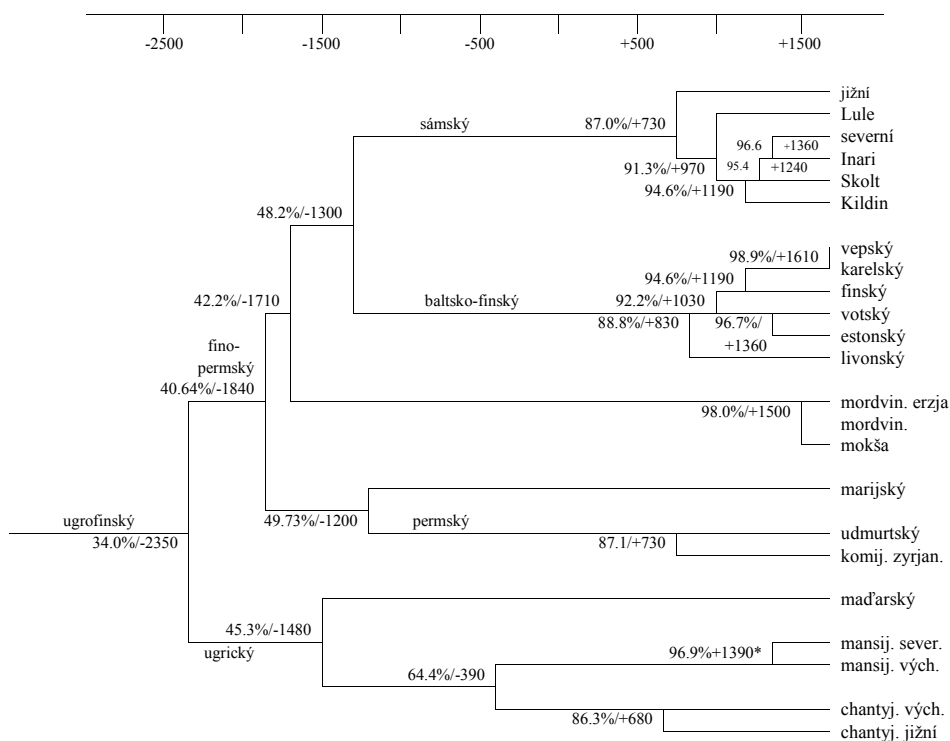 -2500 -1500 -500 +500 +1500
jižní
Lule
sámský 87.0%/+730
severní
96.6 +1360
Inari
91.3%/+970 95.4 +1240
Skolt
94.6%/+1190
Kildin
48.2%/-1300
vepský
98.9%/+1610
karelský
94.6%/+1190
finský
42.2%/-1710 baltsko-finský 92.2%/+1030
votský
88.8%/+830 96.7%/
+1360
estonský
livonský
fino-
permský
40.64%/-1840
mordvin. erzja
98.0%/+1500
mordvin.
mokša
marijský
49.73%/-1200 permský
ugrofinský
34.0%/-2350
udmurtský
87.1/+730
komij. zyrjan.
maďarský
45.3%/-1480
ugrický
mansij. sever.
96.9%+1390*
mansij. vých.
64.4%/-390
chantyj. vých.
86.3%/+680
chantyj. jižní